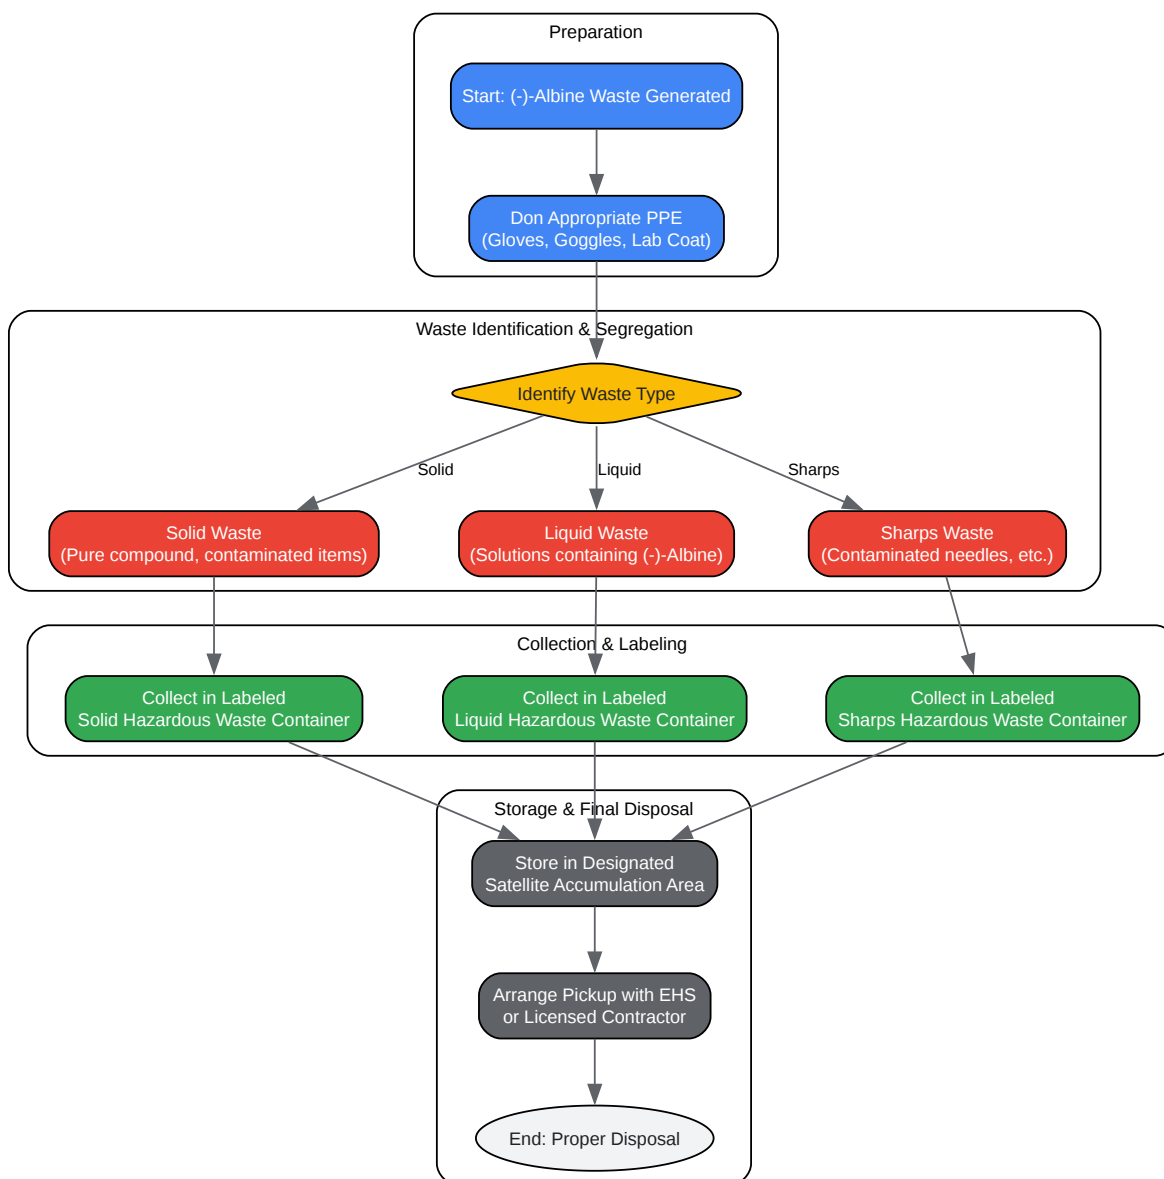 Preparation
Start: (-)-Albine Waste Generated
Don Appropriate PPE
(Gloves, Goggles, Lab Coat)
Waste Identification & Segregation
Identify Waste Type
Solid
Liquid
Sharps
Solid Waste
(Pure compound, contaminated items)
Liquid Waste
(Solutions containing (-)-Albine)
Sharps Waste
(Contaminated needles, etc.)
Collection & Labeling
Collect in Labeled
Solid Hazardous Waste Container
Collect in Labeled
Liquid Hazardous Waste Container
Collect in Labeled
Sharps Hazardous Waste Container
Storage & Final Disposal
Store in Designated
Satellite Accumulation Area
Arrange Pickup with EHS
or Licensed Contractor
End: Proper Disposal